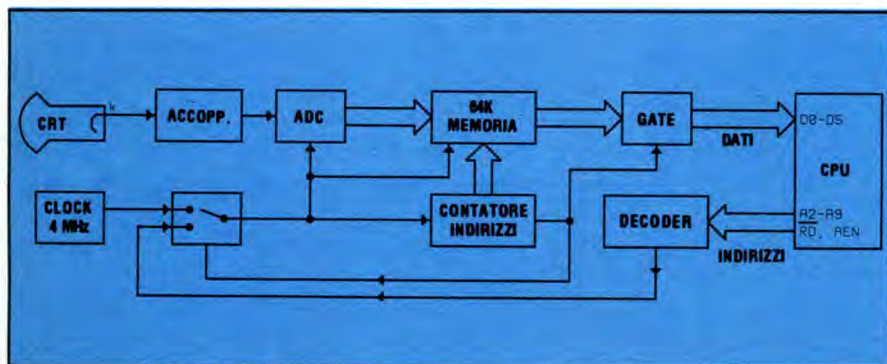 CRT
k
ACCOPP.
ADC
64K
MEMORIA
GATE
DATI
D0-D5
CPU
A2-A9
RD, AEN
INDIRIZZI
CLOCK
4 MHz
CONTATORE
INDIRIZZI
DECODER